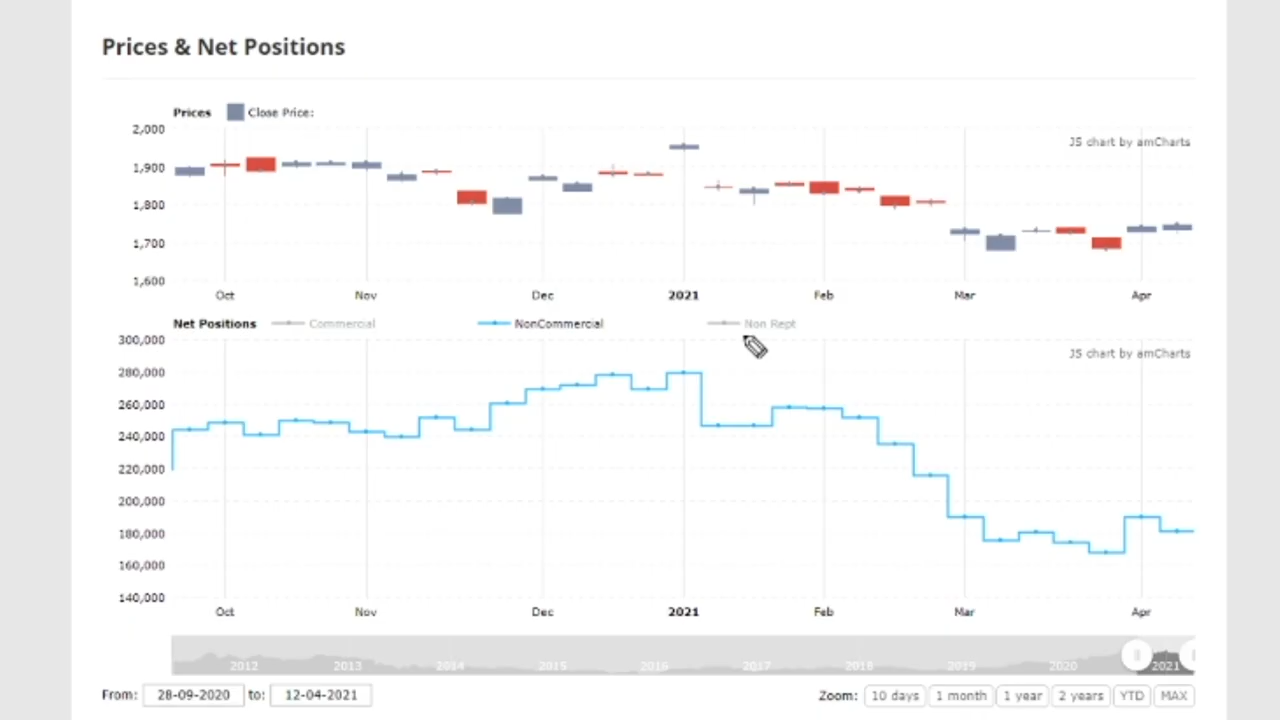 Prices & Net Positions
Prices Close Price:
JS chart by amCharts
2,000
1,900
1,800
1,700
1,600
Oct Nov Dec 2021 Feb Mar Apr
Net Positions Commercial NonCommercial Non Rept
JS chart by amCharts
300,000
280,000
260,000
240,000
220,000
200,000
180,000
160,000
140,000
Oct Nov Dec 2021 Feb Mar Apr
2012 2013 2014 2015 2016 2017 2018 2019 2020 2021
From: 28-09-2020 to: 12-04-2021 Zoom: 10 days 1 month 1 year 2 years YTD MAX